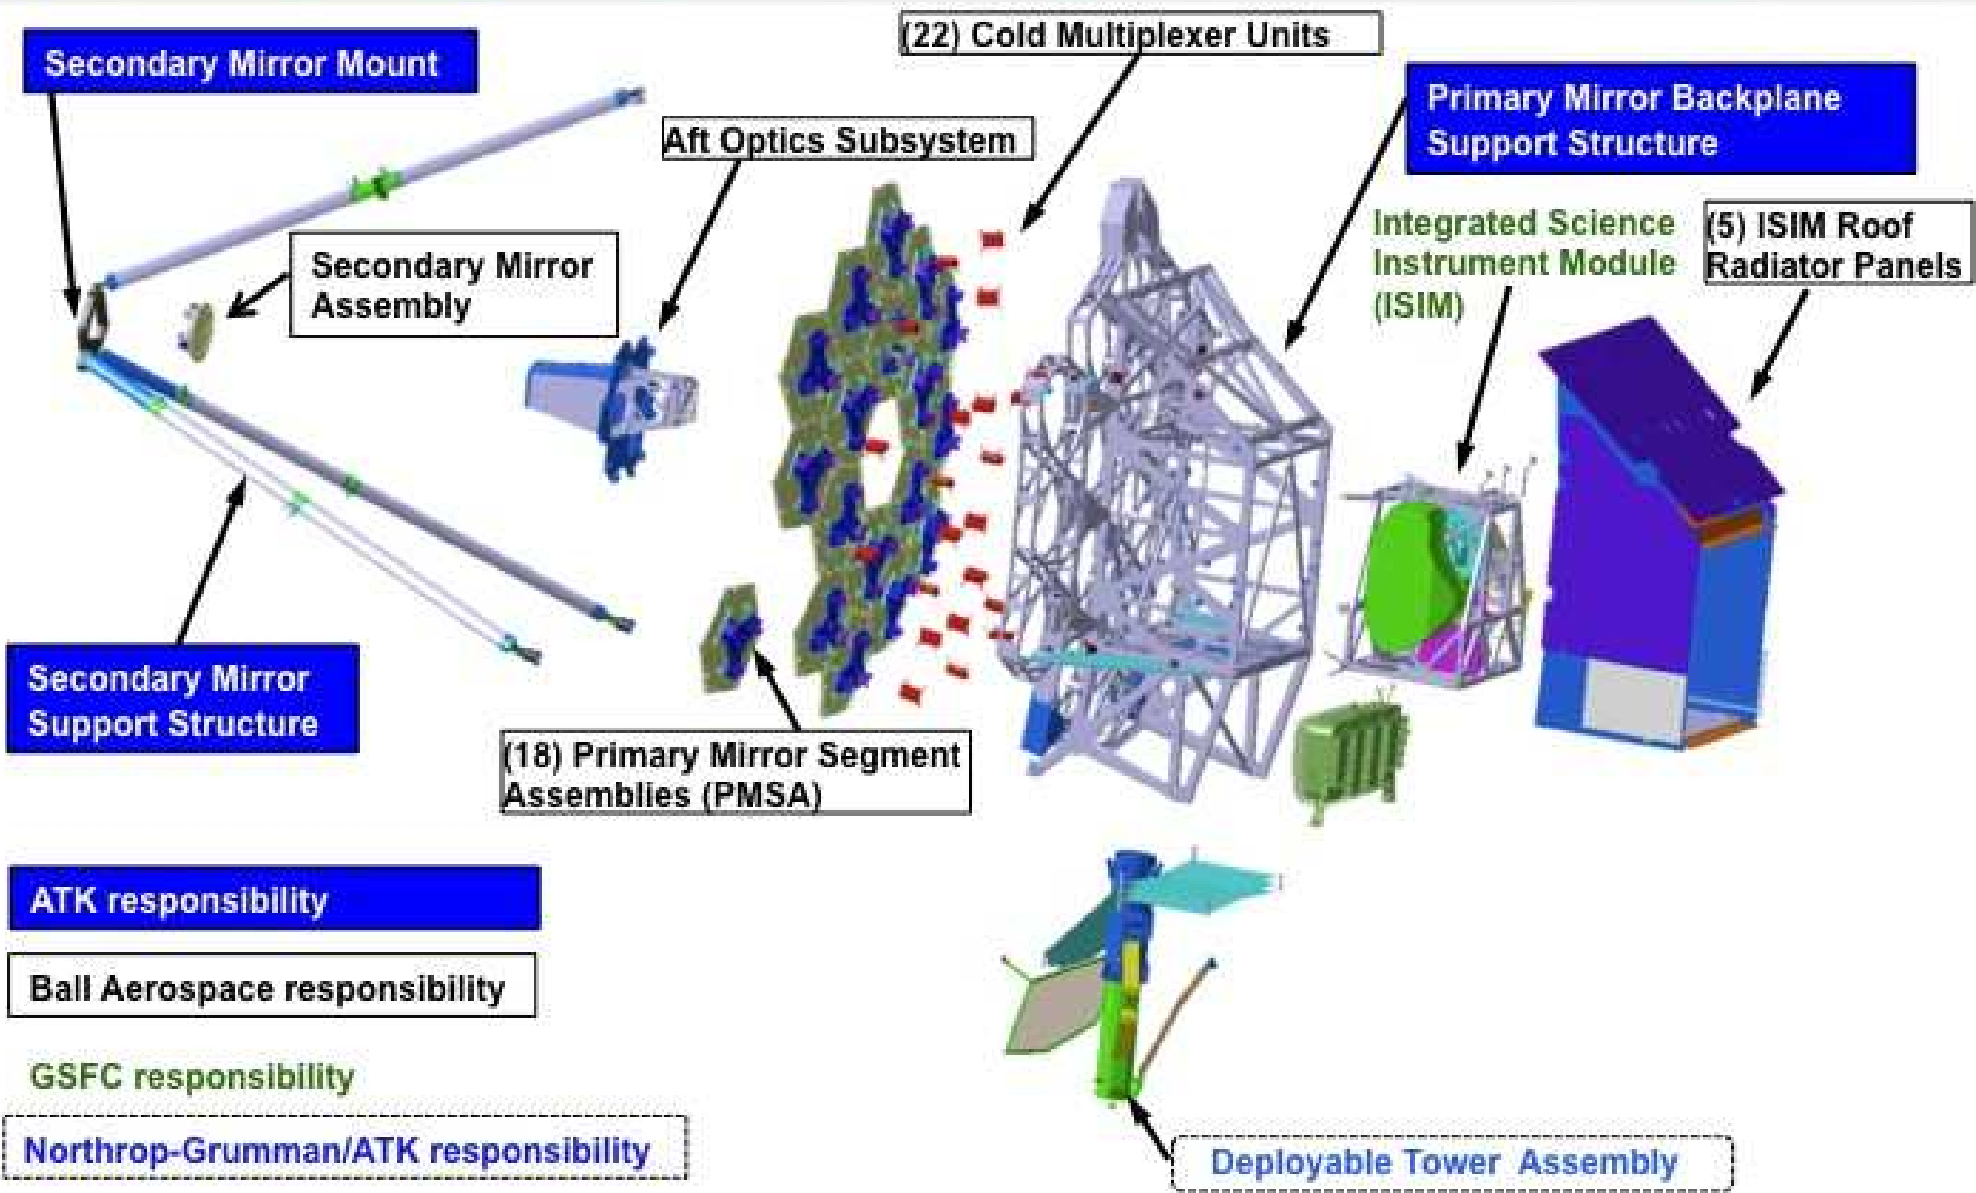 (22) Cold Multiplexer Units
Secondary Mirror Mount
Primary Mirror Backplane
Support Structure
Aft Optics Subsystem
Integrated Science
Instrument Module
(ISIM)
(5) ISIM Roof
Radiator Panels
Secondary Mirror
Assembly
Secondary Mirror
Support Structure
(18) Primary Mirror Segment
Assemblies (PMSA)
ATK responsibility
Ball Aerospace responsibility
GSFC responsibility
Northrop-Grumman/ATK responsibility
Deployable Tower Assembly